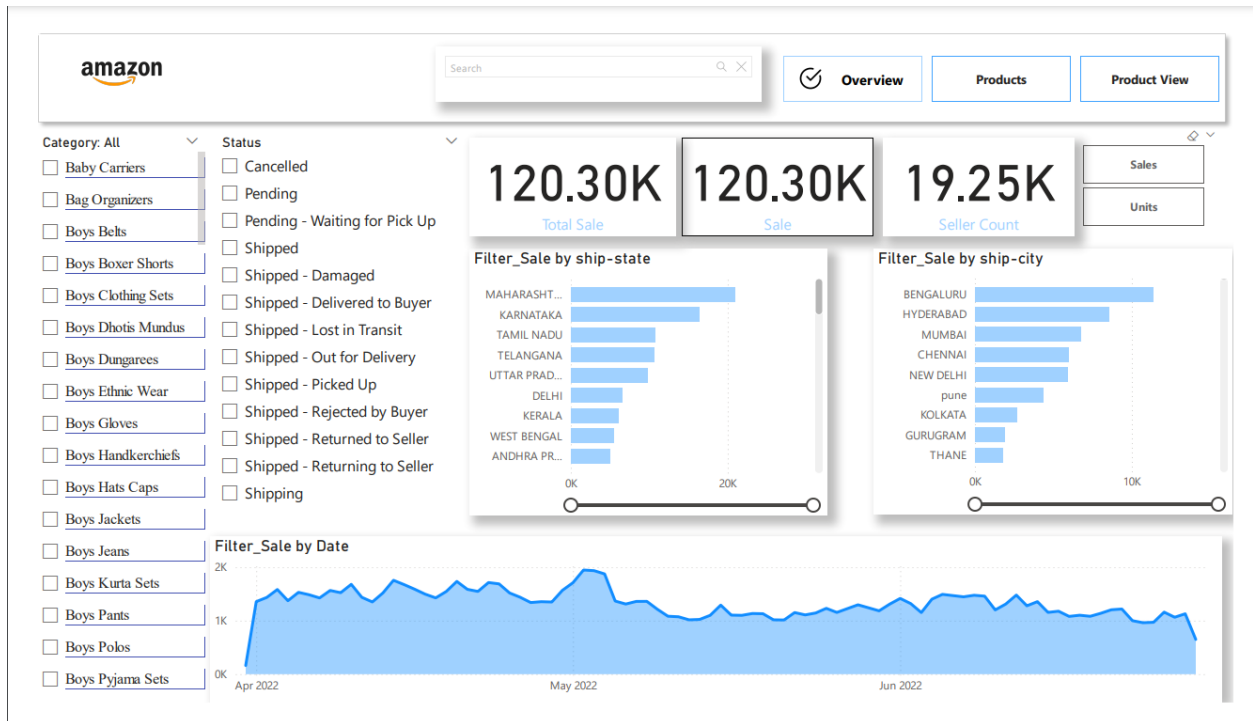 amazon
Search
Overview
Products
Product View
Category: All
Baby Carriers
Bag Organizers
Boys Belts
Boys Boxer Shorts
Boys Clothing Sets
Boys Dhotis Mundus
Boys Dungarees
Boys Ethnic Wear
Boys Gloves
Boys Handkerchiefs
Boys Hats Caps
Boys Jackets
Boys Jeans
Boys Kurta Sets
Boys Pants
Boys Polos
Boys Pyjama Sets
Status
Cancelled
Pending
Pending - Waiting for Pick Up
Shipped
Shipped - Damaged
Shipped - Delivered to Buyer
Shipped - Lost in Transit
Shipped - Out for Delivery
Shipped - Picked Up
Shipped - Rejected by Buyer
Shipped - Returned to Seller
Shipped - Returning to Seller
Shipping
120.30K
Total Sale
120.30K
Sale
19.25K
Seller Count
Sales
Units
Filter_Sale by ship-state
MAHARASHT...
KARNATAKA
TAMIL NADU
TELANGANA
UTTAR PRAD...
DELHI
KERALA
WEST BENGAL
ANDHRA PR...
0K 20K
Filter_Sale by ship-city
BENGALURU
HYDERABAD
MUMBAI
CHENNAI
NEW DELHI
pune
KOLKATA
GURUGRAM
THANE
0K 10K
Filter_Sale by Date
2K
1K
0K
Apr 2022 May 2022 Jun 2022